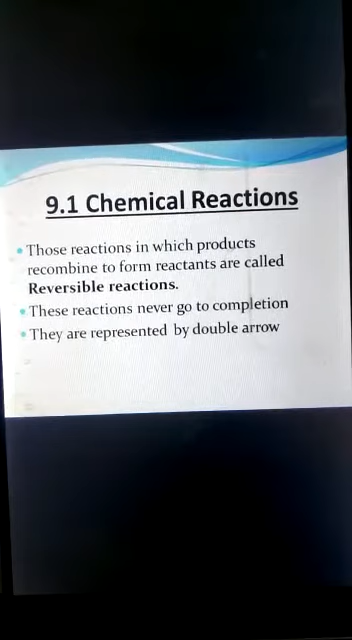 9.1 Chemical Reactions
• Those reactions in which products
recombine to form reactants are called
Reversible reactions.
• These reactions never go to completion
• They are represented by double arrow